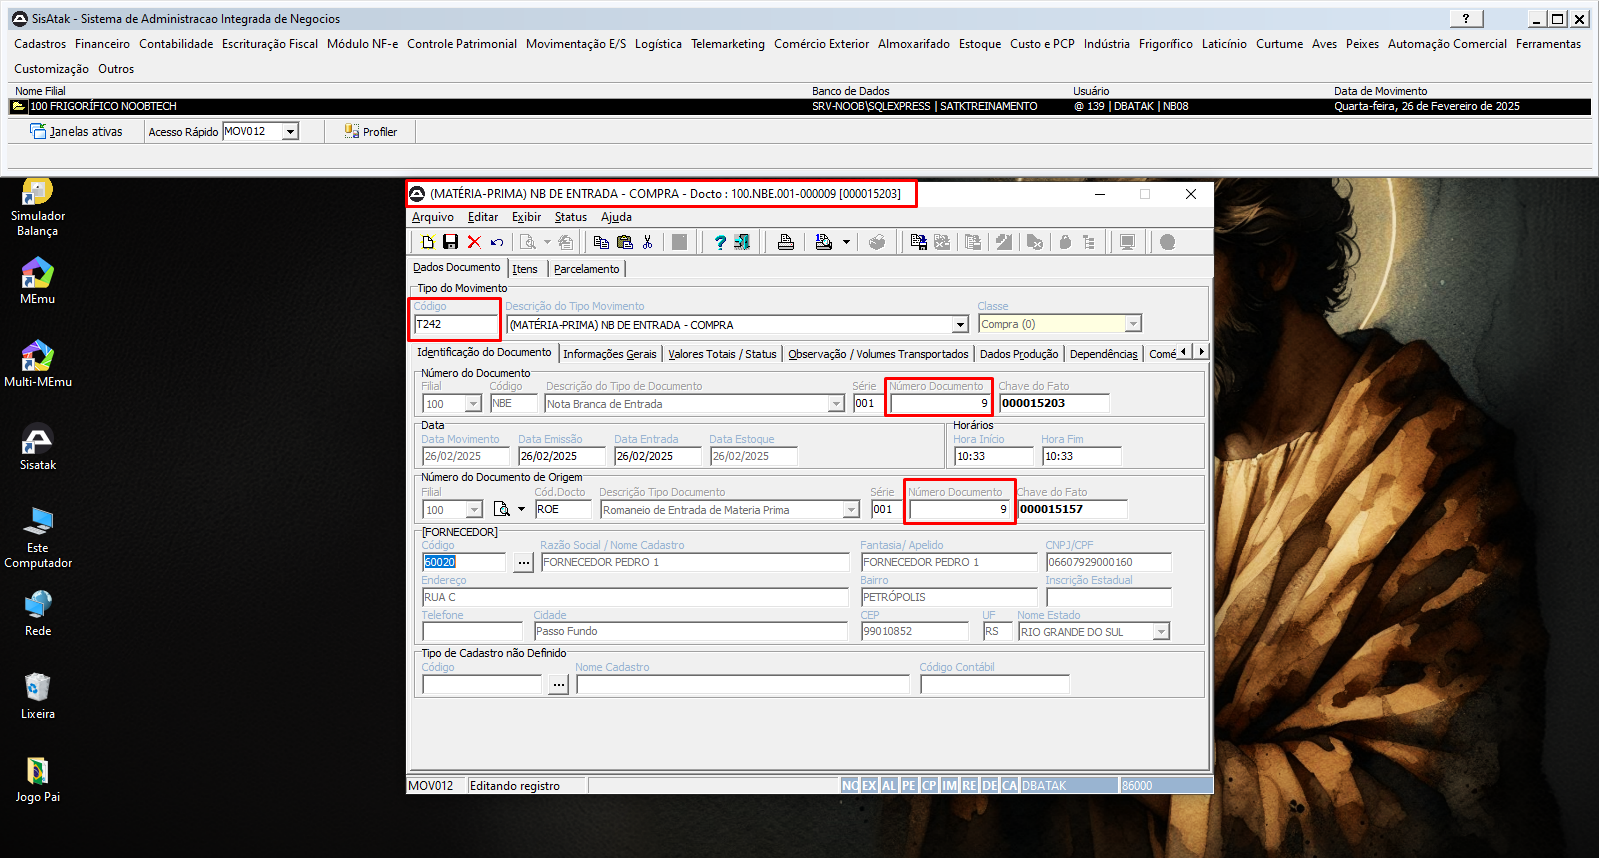 SisAtak - Sistema de Administracao Integrada de Negocios
?
Cadastros Financeiro Contabilidade Escrituração Fiscal Módulo NF-e Controle Patrimonial Movimentação E/S Logística Telemarketing Comércio Exterior Almoxarifado Estoque Custo e PCP Indústria Frigorífico Laticínio Curtume Aves Peixes Automação Comercial Ferramentas
Customização Outros
Nome Filial Banco de Dados Usuário Data de Movimento
100 FRIGORÍFICO NOOBTECH SRV-NOOB\SQLEXPRESS | SATKTREINAMENTO @ 139 | DBATAK | NB08 Quarta-feira, 26 de Fevereiro de 2025
Janelas ativas Acesso Rápido MOV012 Profiler
Simulador
Balança
MEmu
Multi-MEmu
Sisatak
Este
Computador
Rede
Lixeira
Jogo Pai
(MATÉRIA-PRIMA) NB DE ENTRADA - COMPRA - Docto : 100.NBE.001-000009 [000015203]
Arquivo Editar Exibir Status Ajuda
Dados Documento Itens Parcelamento
Tipo do Movimento
Código Descrição do Tipo Movimento Classe
T242 (MATÉRIA-PRIMA) NB DE ENTRADA - COMPRA Compra (0)
Identificação do Documento Informações Gerais Valores Totais / Status Observação / Volumes Transportados Dados Produção Dependências Comé
Número do Documento
Filial Código Descrição do Tipo de Documento Série Número Documento Chave do Fato
100 NBE Nota Branca de Entrada 001 9 000015203
Data Horários
Data Movimento Data Emissão Data Entrada Data Estoque Hora Início Hora Fim
26/02/2025 26/02/2025 26/02/2025 26/02/2025 10:33 10:33
Número do Documento de Origem
Filial Cód.Docto Descrição Tipo Documento Série Número Documento Chave do Fato
100 ROE Romaneio de Entrada de Materia Prima 001 9 000015157
[FORNECEDOR]
Código Razão Social / Nome Cadastro Fantasia/ Apelido CNPJ/CPF
60020 ... FORNECEDOR PEDRO 1 FORNECEDOR PEDRO 1 06607929000160
Endereço Bairro Inscrição Estadual
RUA C PETRÓPOLIS
Telefone Cidade CEP UF Nome Estado
Passo Fundo 99010852 RS RIO GRANDE DO SUL
Tipo de Cadastro não Definido
Código Nome Cadastro Código Contábil
...
MOV012 Editando registro NO EX AL PE CP IM RE DE CA DBATAK 86000